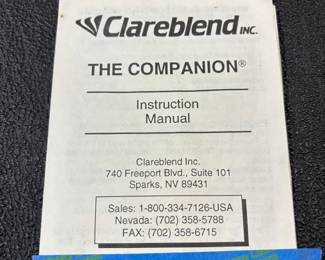 Clareblend INC.
THE COMPANION®
Instruction
Manual
Clareblend Inc.
740 Freeport Blvd., Suite 101
Sparks, NV 89431
Sales: 1-800-334-7126-USA
Nevada: (702) 358-5788
FAX: (702) 358-6715